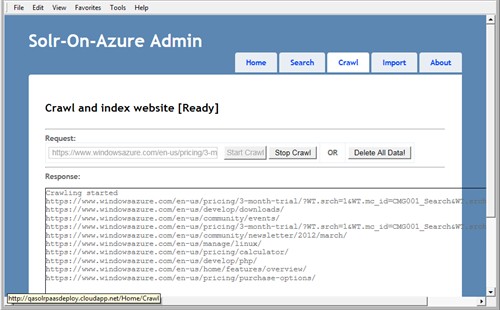 File Edit View Favorites Tools Help
Solr-On-Azure Admin
Home Search Crawl Import About
Crawl and index website [Ready]
Request:
https://www.windowsazure.com/en-us/pricing/3-m Start Crawl Stop Crawl OR Delete All Data!
Response:
Crawling started
https://www.windowsazure.com/en-us/pricing/3-month-trial/?WT.srch=1&WT.mc_id=CMG001_Search&WT.srch
https://www.windowsazure.com/en-us/develop/downloads/
https://www.windowsazure.com/en-us/community/events/
https://www.windowsazure.com/en-us/pricing/3-month-trial/?WT.srch=1&WT.mc_id=CMG001_Search&WT.srch
https://www.windowsazure.com/en-us/community/newsletter/2012/march/
https://www.windowsazure.com/en-us/manage/linux/
https://www.windowsazure.com/en-us/pricing/calculator/
https://www.windowsazure.com/en-us/develop/php/
https://www.windowsazure.com/en-us/home/features/overview/
https://www.windowsazure.com/en-us/pricing/purchase-options/
http://qasolrpaasdeploy.cloudapp.net/Home/Crawl